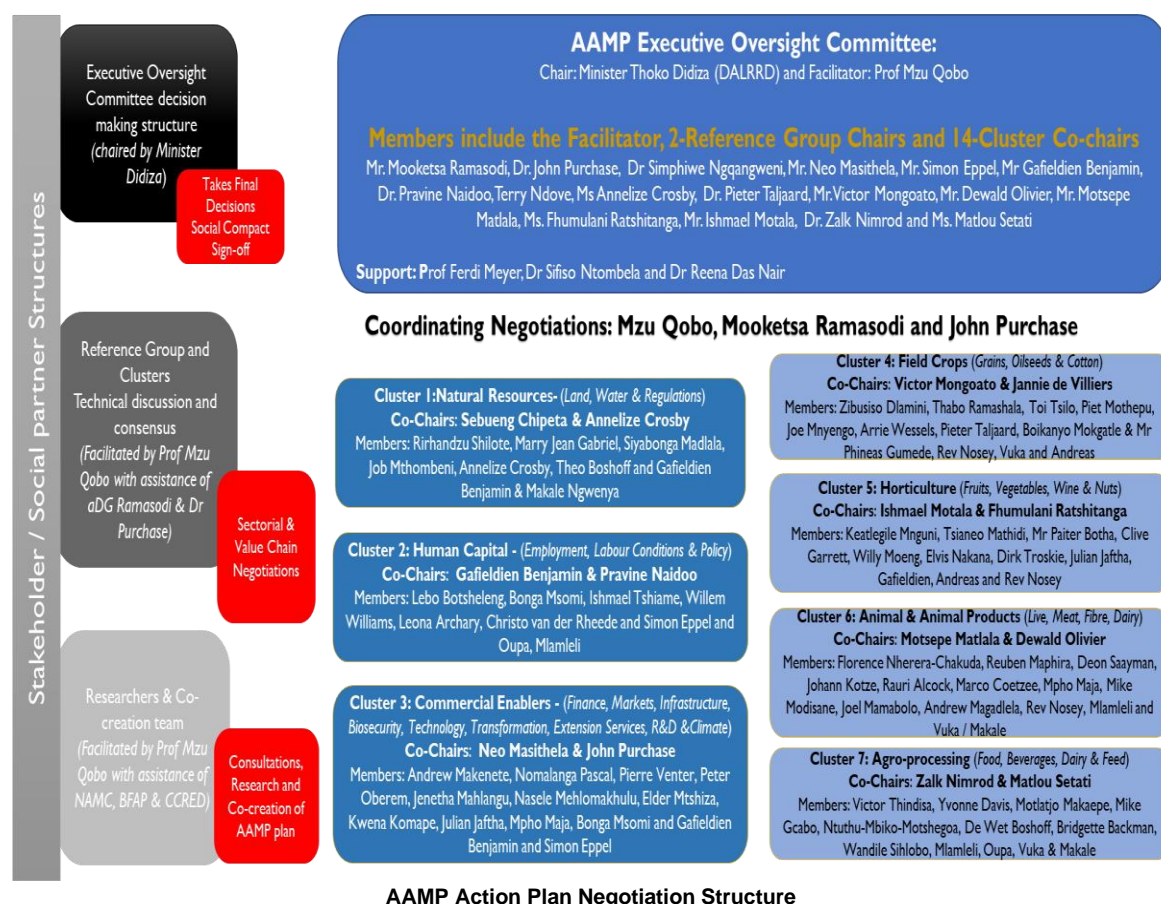 Stakeholder / Social partner Structures
Executive Oversight
Committee decision
making structure
(chaired by Minister
Didiza)
Takes Final
Decisions
Social Compact
Sign-off
Reference Group and
Clusters
Technical discussion and
consensus
(Facilitated by Prof Mzu
Qobo with assistance of
aDG Ramasodi & Dr
Purchase)
Sectorial &
Value Chain
Negotiations
Researchers & Co-
creation team
(Facilitated by Prof Mzu
Qobo with assistance of
NAMC, BFAP & CCRED)
Consultations,
Research and
Co-creation of
AAMP plan
AAMP Executive Oversight Committee:
Chair: Minister Thoko Didiza (DALRRD) and Facilitator: Prof Mzu Qobo
Members include the Facilitator, 2-Reference Group Chairs and 14-Cluster Co-chairs
Mr. Mooketsa Ramasodi, Dr. John Purchase, Dr Simphiwe Ngqangweni, Mr. Neo Masithela, Mr. Simon Eppel, Mr Gafieldien Benjamin,
Dr. Pravine Naidoo, Terry Ndove, Ms Annelize Crosby, Dr. Pieter Taljaard, Mr. Victor Mongoato, Mr. Dewald Olivier, Mr. Motsepe
Matlala, Ms. Fhumulani Ratshitanga, Mr. Ishmael Motala, Dr. Zalk Nimrod and Ms. Matlou Setati
Support: Prof Ferdi Meyer, Dr Sifiso Ntombela and Dr Reena Das Nair
Coordinating Negotiations: Mzu Qobo, Mooketsa Ramasodi and John Purchase
Cluster 1:Natural Resources- (Land, Water & Regulations)
Co-Chairs: Sebueng Chipeta & Annelize Crosby
Members: Rirhandzu Shilote, Marry Jean Gabriel, Siyabonga Madlala,
Job Mthombeni, Annelize Crosby, Theo Boshoff and Gafieldien
Benjamin & Makale Ngwenya
Cluster 2: Human Capital - (Employment, Labour Conditions & Policy)
Co-Chairs: Gafieldien Benjamin & Pravine Naidoo
Members: Lebo Botsheleng, Bonga Msomi, Ishmael Tshiame, Willem
Williams, Leona Archary, Christo van der Rheede and Simon Eppel and
Oupa, Mlamleli
Cluster 3: Commercial Enablers - (Finance, Markets, Infrastructure,
Biosecurity, Technology, Transformation, Extension Services, R&D &Climate)
Co-Chairs: Neo Masithela & John Purchase
Members: Andrew Makenete, Nomalanga Pascal, Pierre Venter, Peter
Oberem, Jenetha Mahlangu, Nasele Mehlomakhulu, Elder Mtshiza,
Kwena Komape, Julian Jaftha, Mpho Maja, Bonga Msomi and Gafieldien
Benjamin and Simon Eppel
Cluster 4: Field Crops (Grains, Oilseeds & Cotton)
Co-Chairs: Victor Mongoato & Jannie de Villiers
Members: Zibusiso Dlamini, Thabo Ramashala, Toi Tsilo, Piet Mothepu,
Joe Mnyengo, Arrie Wessels, Pieter Taljaard, Boikanyo Mokgatle & Mr
Phineas Gumede, Rev Nosey, Vuka and Andreas
Cluster 5: Horticulture (Fruits, Vegetables, Wine & Nuts)
Co-Chairs: Ishmael Motala & Fhumulani Ratshitanga
Members: Keatlegile Mnguni, Tsianeo Mathidi, Mr Paiter Botha, Clive
Garrett, Willy Moeng, Elvis Nakana, Dirk Troskie, Julian Jaftha,
Gafieldien, Andreas and Rev Nosey
Cluster 6: Animal & Animal Products (Live, Meat, Fibre, Dairy)
Co-Chairs: Motsepe Matlala & Dewald Olivier
Members: Florence Nherera-Chakuda, Reuben Maphira, Deon Saayman,
Johann Kotze, Rauri Alcock, Marco Coetzee, Mpho Maja, Mike
Modisane, Joel Mamabolo, Andrew Magadlela, Rev Nosey, Mlamleli and
Vuka / Makale
Cluster 7: Agro-processing (Food, Beverages, Dairy & Feed)
Co-Chairs: Zalk Nimrod & Matlou Setati
Members: Victor Thindisa, Yvonne Davis, Motlatjo Makaepe, Mike
Gcabo, Ntuthu-Mbiko-Motshegoa, De Wet Boshoff, Bridgette Backman,
Wandile Sihlobo, Mlamleli, Oupa, Vuka & Makale
AAMP Action Plan Negotiation Structure